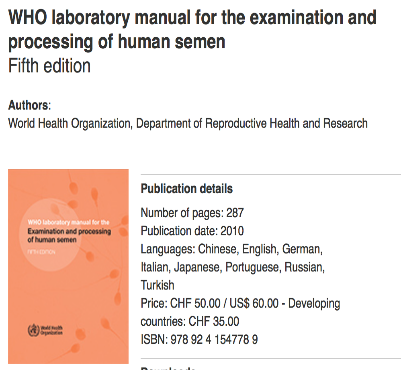 WHO laboratory manual for the examination and
processing of human semen
Fifth edition
Authors:
World Health Organization, Department of Reproductive Health and Research
WHO laboratory manual for the
Examination and processing
of human semen
FIFTH EDITION
World Health
Organization
Publication details
Number of pages: 287
Publication date: 2010
Languages: Chinese, English, German,
Italian, Japanese, Portuguese, Russian,
Turkish
Price: CHF 50.00 / US$ 60.00 - Developing
countries: CHF 35.00
ISBN: 978 92 4 154778 9